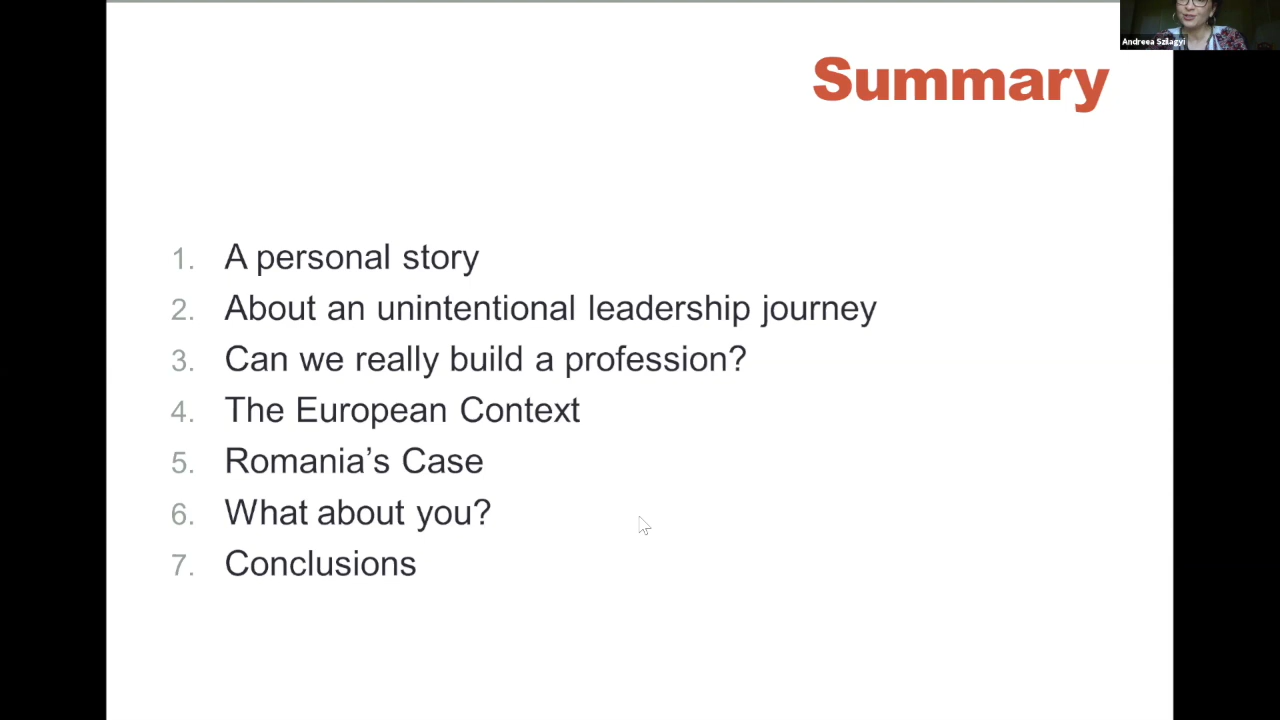 Andreea Szilagyi
Summary
1. A personal story
2. About an unintentional leadership journey
3. Can we really build a profession?
4. The European Context
5. Romania’s Case
6. What about you?
7. Conclusions